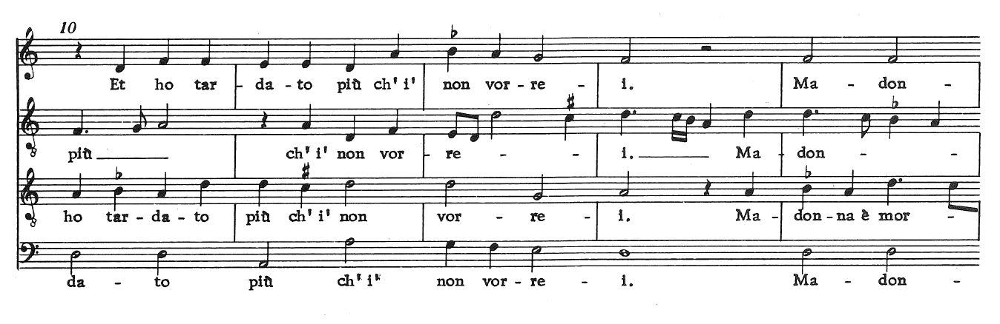 10
Et ho tar - da - to più ch' i' non vor - re - i. Ma - don -
più ch' i' non vor - re - - i. Ma - don - -
ho tar - da - to più ch' i' non vor - re - i. Ma - don - na è mor -
da - to più ch' i' non vor - re - i. Ma - don -